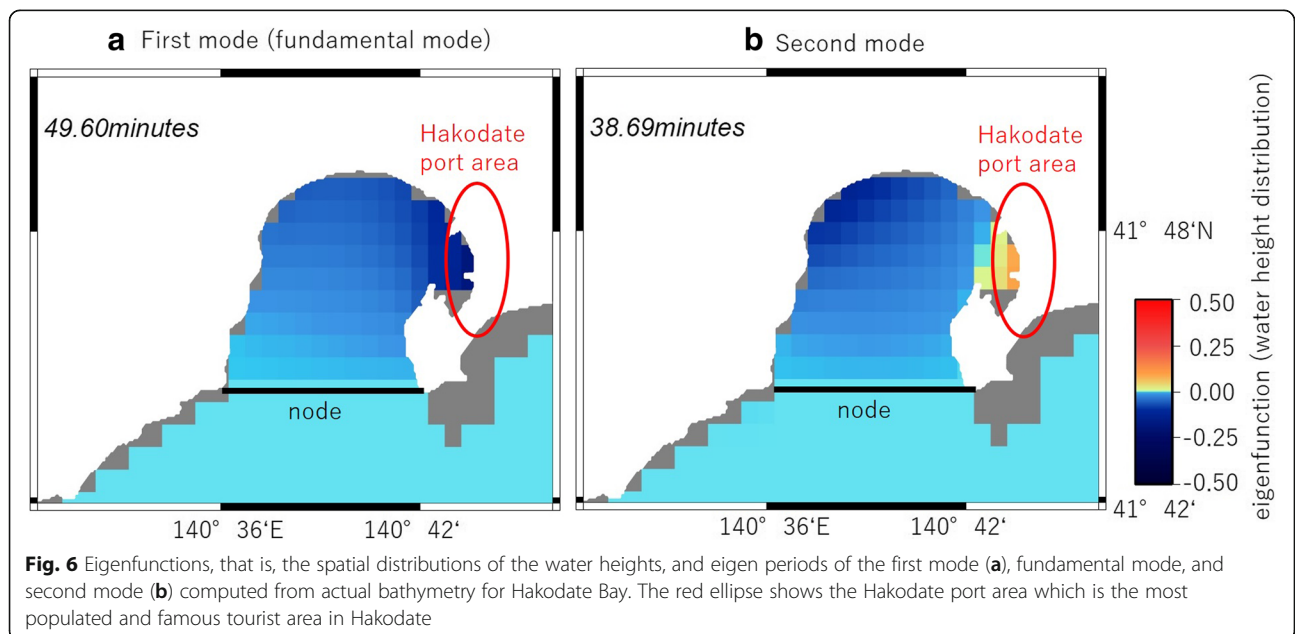 a First mode (fundamental mode)
b Second mode
49.60minutes
Hakodate
port area
node
38.69minutes
Hakodate
port area
node
140° 36'E
140° 42'
140° 36'E
140° 42'
41° 48'N
41° 42'
0.50
0.25
0.00
-0.25
-0.50
eigenfunction (water height distribution)
Fig. 6 Eigenfunctions, that is, the spatial distributions of the water heights, and eigen periods of the first mode (a), fundamental mode, and
second mode (b) computed from actual bathymetry for Hakodate Bay. The red ellipse shows the Hakodate port area which is the most
populated and famous tourist area in Hakodate